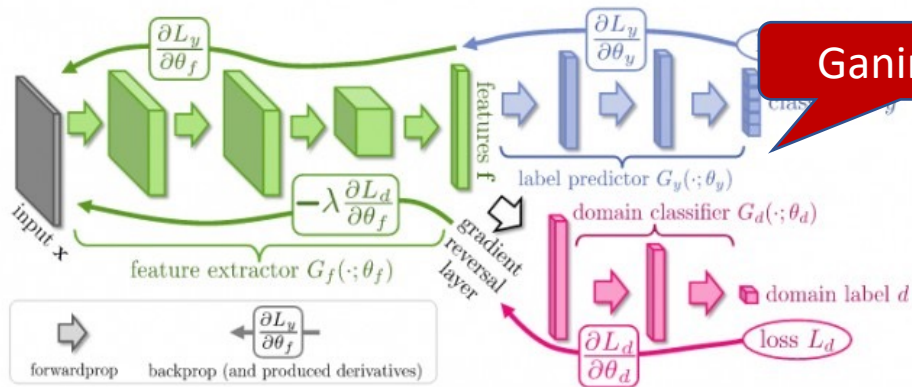 ∂L_y/∂θ_f
∂L_y/∂θ_y
Ganin
features f
input x
−λ ∂L_d/∂θ_f
label predictor G_y(·;θ_y)
feature extractor G_f(·;θ_f)
gradient
reversal
layer
domain classifier G_d(·;θ_d)
domain label d
∂L_y/∂θ_f
forwardprop
backprop (and produced derivatives)
∂L_d/∂θ_d
loss L_d